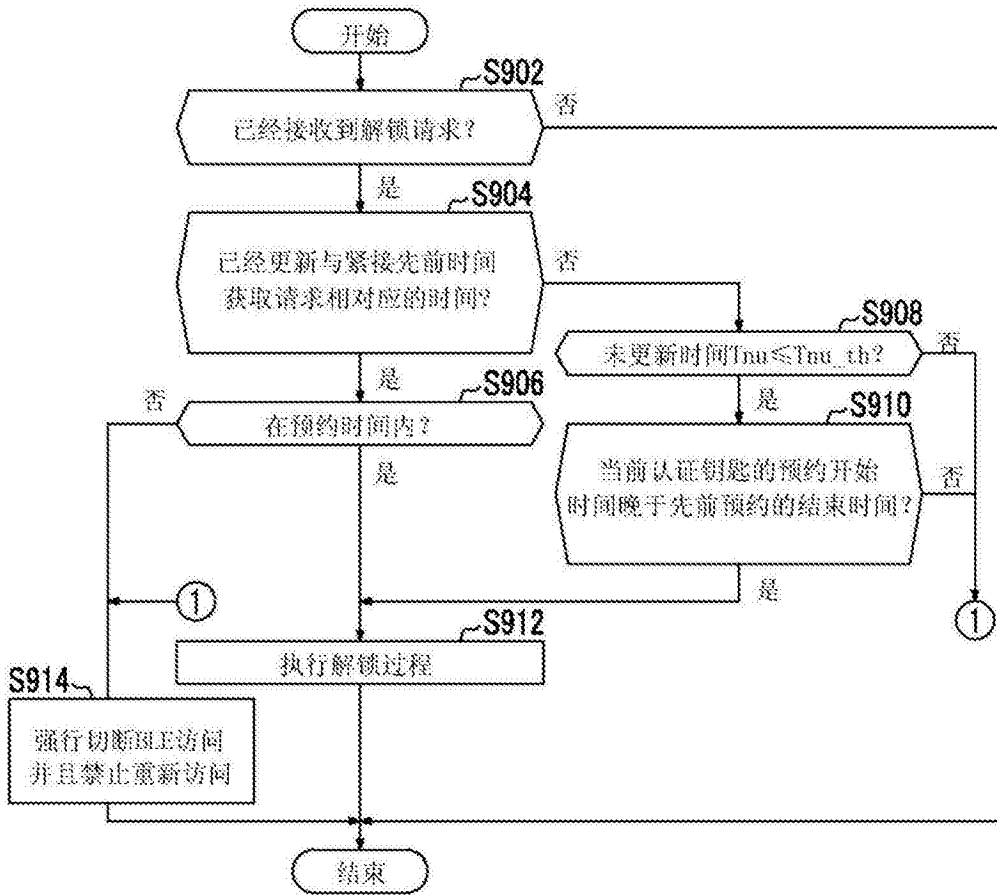 开始
S902
已经接收到解锁请求?
否
是
S904
已经更新与紧接先前时间
获取请求相对应的时间?
否
是
S908
未更新时间Tnu≤Tnu_th?
否
是
S906
在预约时间内?
否
是
S910
当前认证钥匙的预约开始
时间晚于先前预约的结束时间?
否
是
1
1
S912
执行解锁过程
S914
强行切断BLE访问
并且禁止重新访问
结束